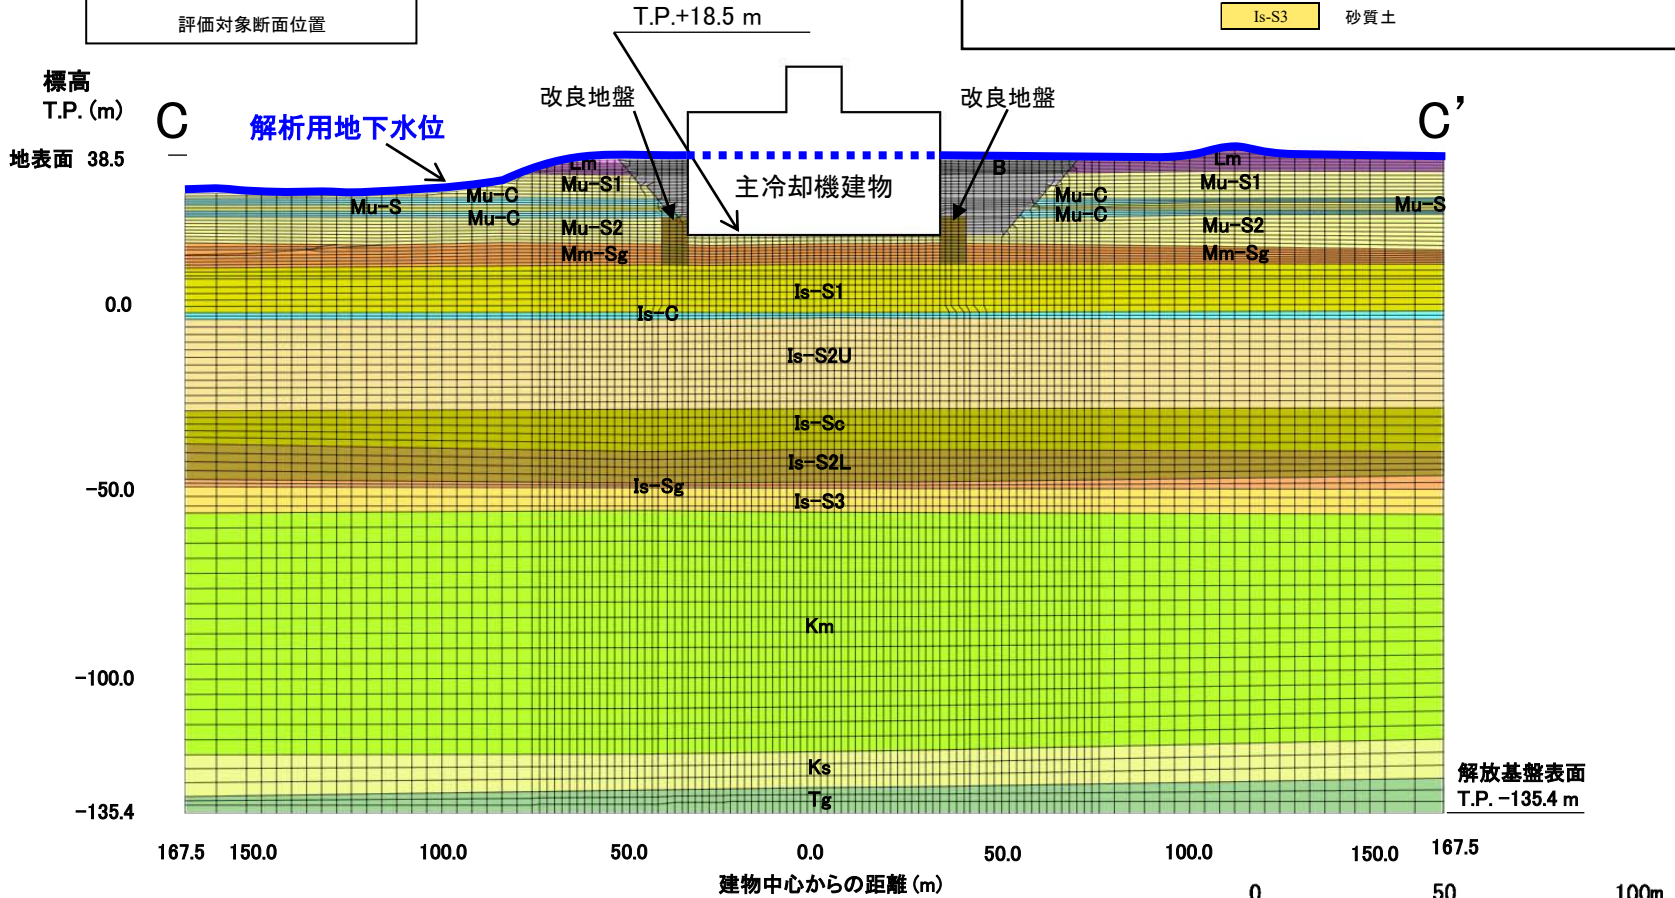 評価対象断面位置
T.P.+18.5 m
Is-S3 砂質土
標高
T.P. (m)
C
C’
解析用地下水位
改良地盤
改良地盤
地表面 38.5
主冷却機建物
Lm
Mu-S1
Mu-C
Mu-C
Mu-S
Mu-S2
Mm-Sg
B
Lm
Mu-S1
Mu-C
Mu-C
Mu-S
Mu-S2
Mm-Sg
0.0
Is-S1
Is-C
Is-S2U
Is-Sc
Is-S2L
-50.0
Is-Sg
Is-S3
Km
-100.0
Ks
Tg
-135.4
解放基盤表面
T.P. -135.4 m
167.5 150.0 100.0 50.0 0.0 50.0 100.0 150.0 167.5
建物中心からの距離 (m)
0 50 100m